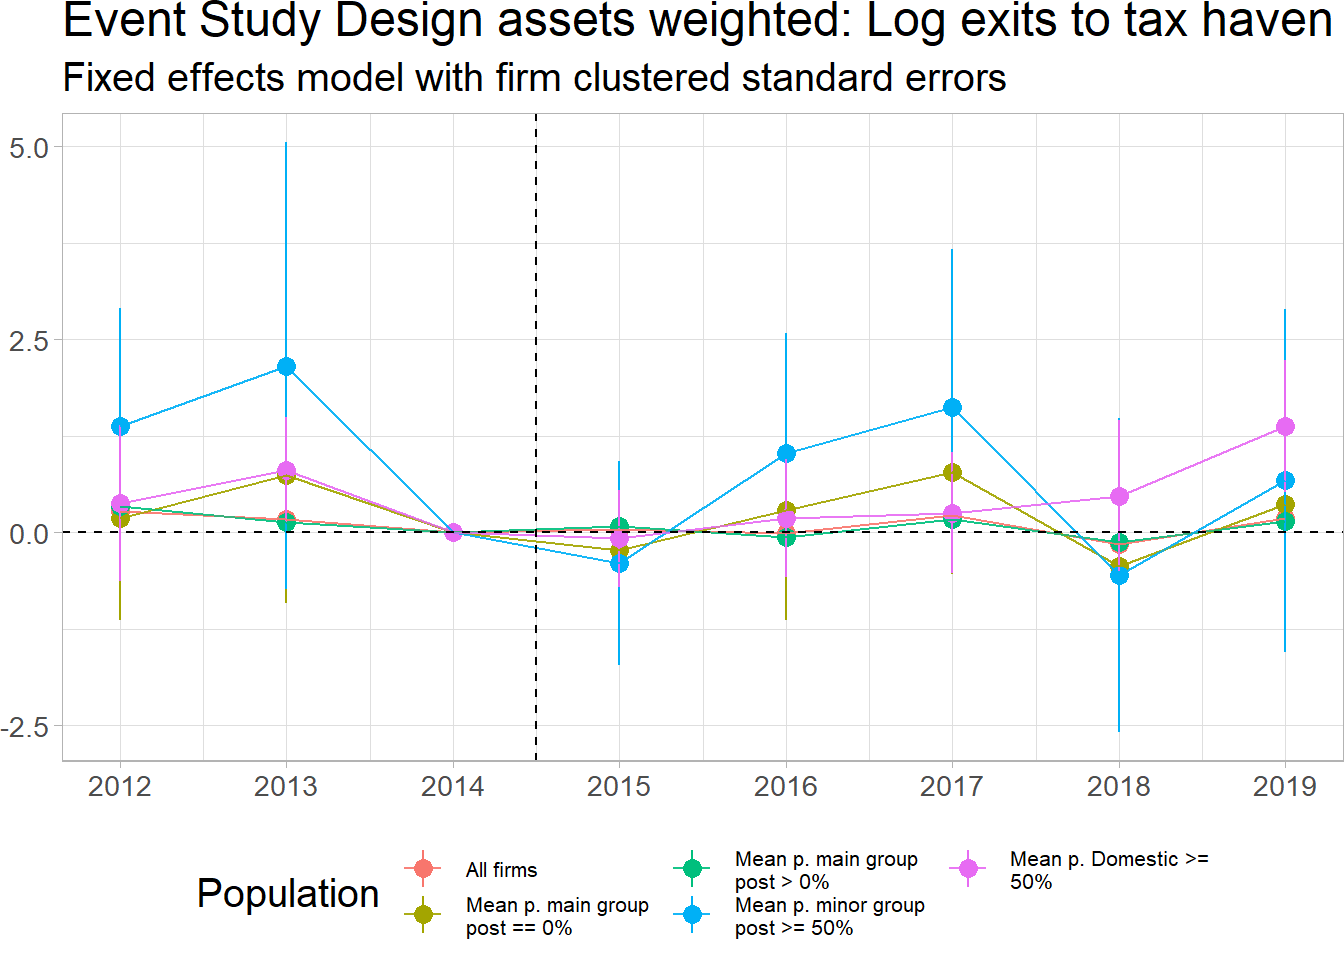 Event Study Design assets weighted: Log exits to tax haven
Fixed effects model with firm clustered standard errors
5.0
2.5
0.0
-2.5
2012 2013 2014 2015 2016 2017 2018 2019
Population
All firms
Mean p. main group
post == 0%
Mean p. main group
post > 0%
Mean p. minor group
post >= 50%
Mean p. Domestic >=
50%